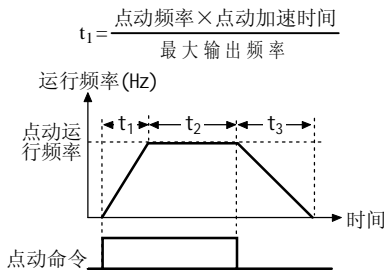 t₁=点动频率×点动加速时间
最大输出频率
运行频率(Hz)
t₁ t₂ t₃
点动运
行频率
时间
点动命令